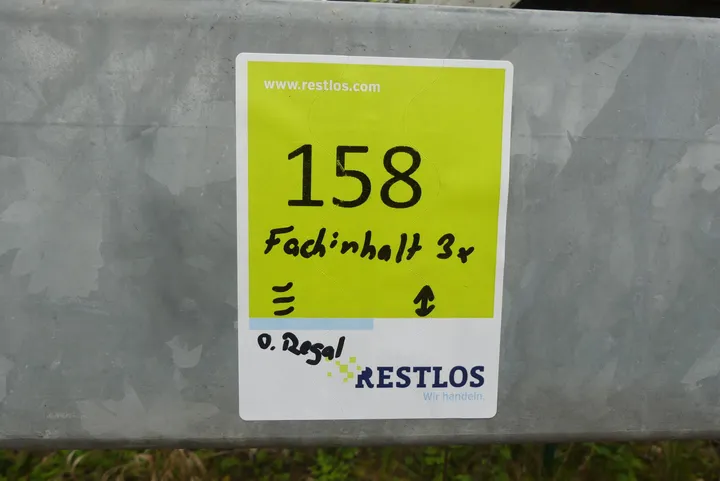 www.restlos.com
158
Fachinhalt 3x
o. Regal
RESTLOS
Wir handeln.